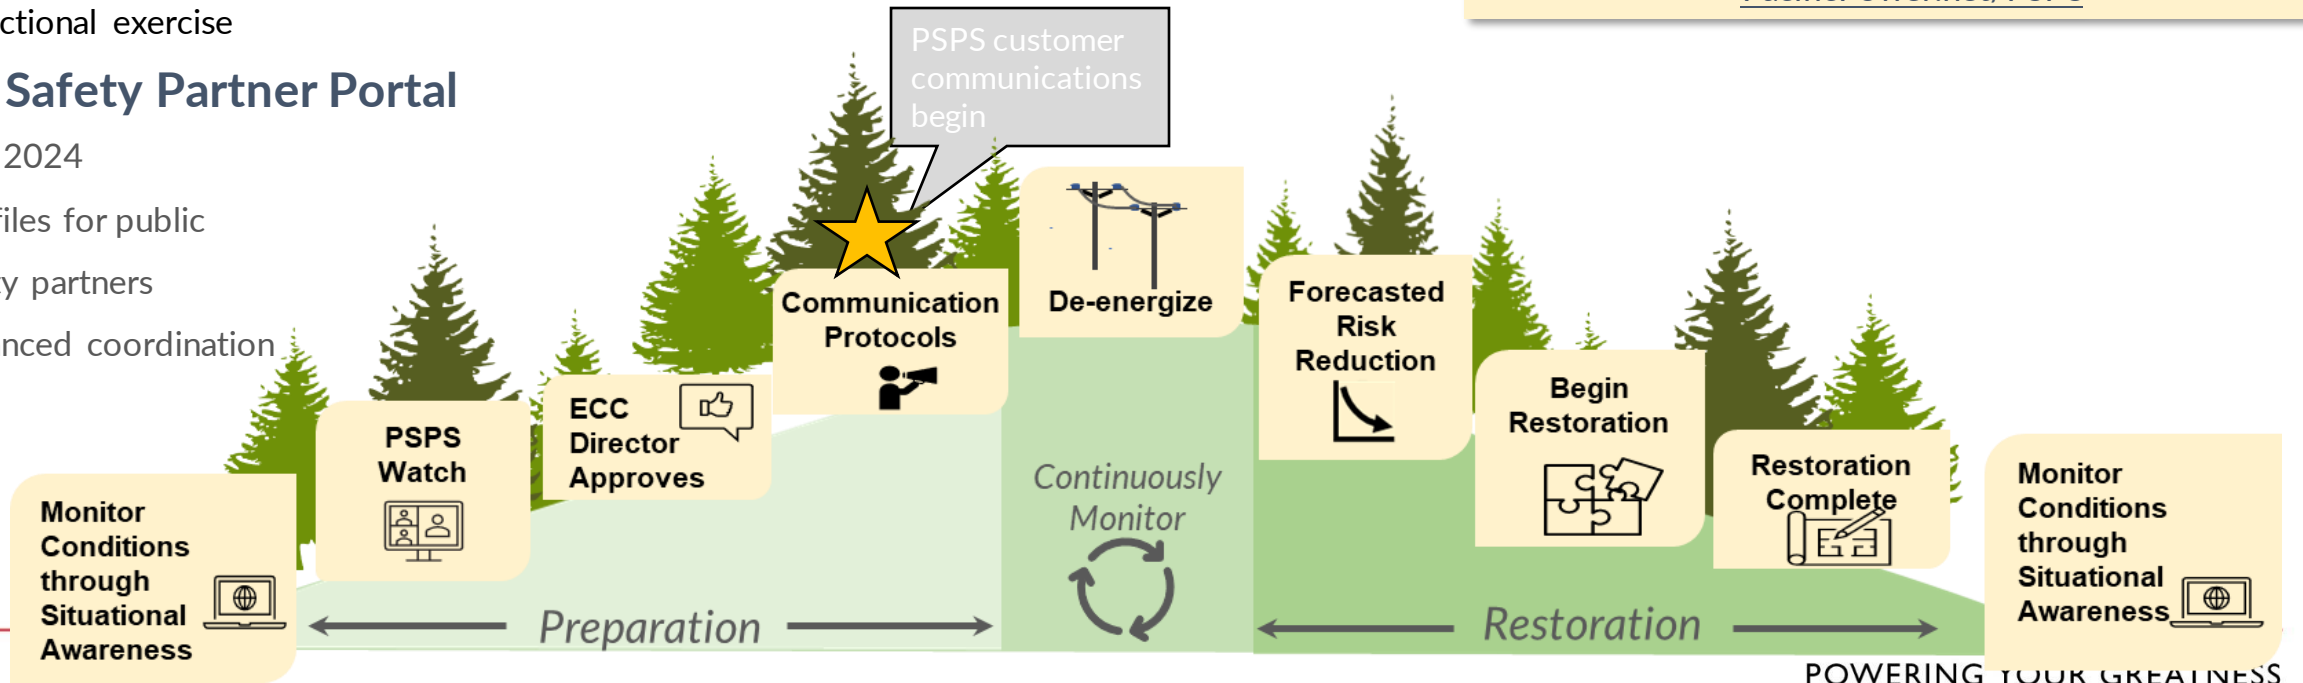 ctional exercise
Safety Partner Portal
2024
files for public
ty partners
nced coordination
PSPS customer
communications
begin
Monitor
Conditions
through
Situational
Awareness
PSPS
Watch
ECC
Director
Approves
Communication
Protocols
De-energize
Forecasted
Risk
Reduction
Begin
Restoration
Restoration
Complete
Monitor
Conditions
through
Situational
Awareness
Continuously
Monitor
Preparation
Restoration
POWERING YOUR GREATNESS